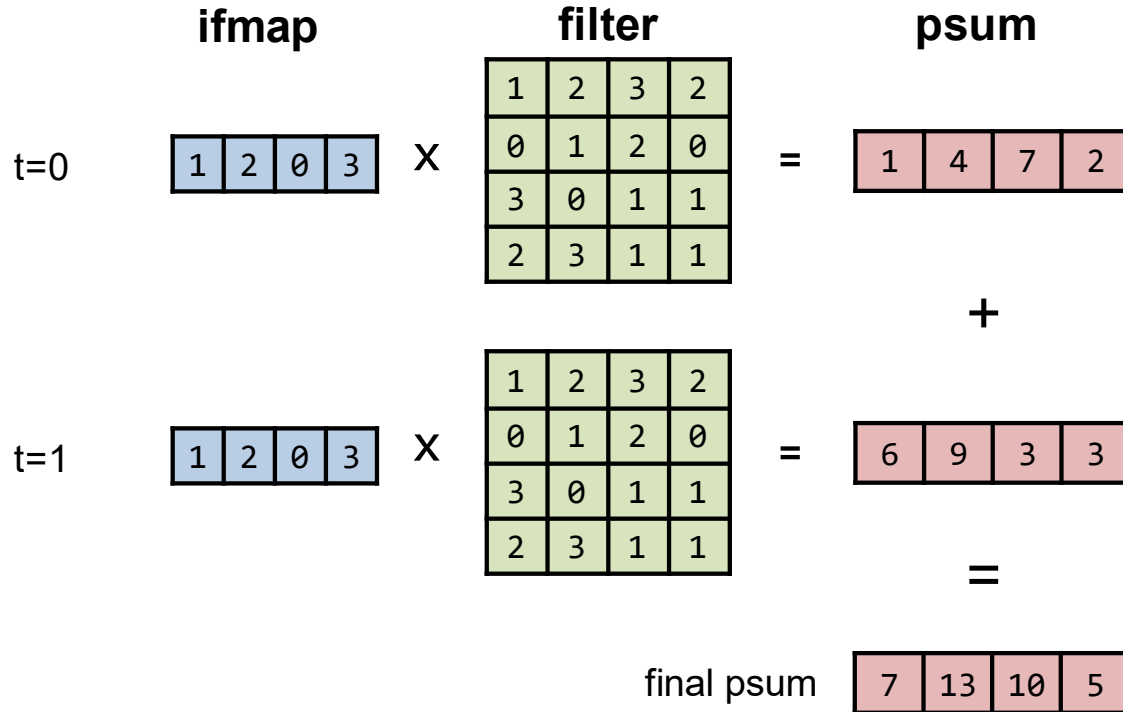 ifmap filter psum
1 2 3 2
t=0 1 2 0 3 X 0 1 2 0 = 1 4 7 2
3 0 1 1
2 3 1 1
+
1 2 3 2
t=1 1 2 0 3 X 0 1 2 0 = 6 9 3 3
3 0 1 1
2 3 1 1
=
final psum 7 13 10 5